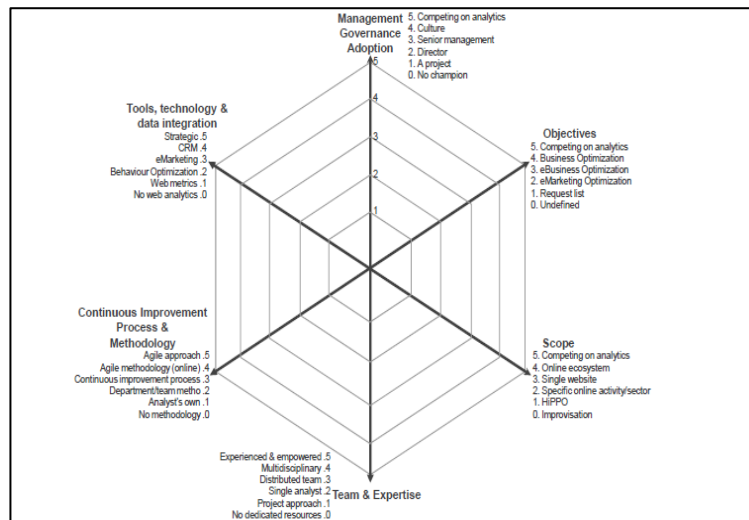 Management
Governance
Adoption
5. Competing on analytics
4. Culture
3. Senior management
2. Director
1. A project
0. No champion
5
4
3
2
1
Tools, technology &
data integration
Strategic .5
CRM .4
eMarketing .3
Behaviour Optimization .2
Web metrics .1
No web analytics .0
Objectives
5. Competing on analytics
4. Business Optimization
3. eBusiness Optimization
2. eMarketing Optimization
1. Request list
0. Undefined
Continuous Improvement
Process &
Methodology
Agile approach .5
Agile methodology (online) .4
Continuous improvement process .3
Department/team metho .2
Analyst's own .1
No methodology .0
Scope
5. Competing on analytics
4. Online ecosystem
3. Single website
2. Specific online activity/sector
1. HiPPO
0. Improvisation
Experienced & empowered .5
Multidisciplinary .4
Distributed team .3
Single analyst .2
Project approach .1
No dedicated resources .0
Team & Expertise